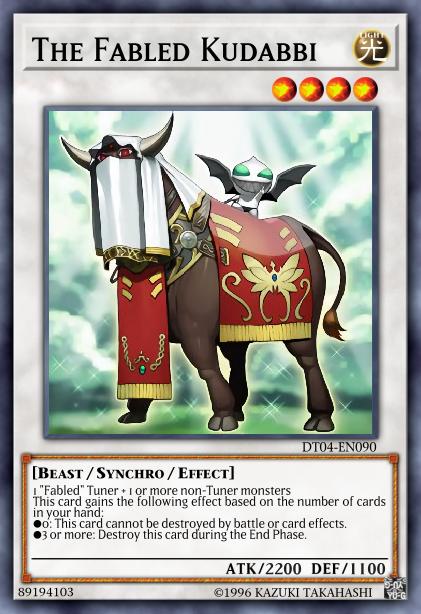 The Fabled Kudabbi
LIGHT
光
DT04-EN090
[Beast / Synchro / Effect]
1 "Fabled" Tuner + 1 or more non-Tuner monsters
This card gains the following effect based on the number of cards
in your hand:
●0: This card cannot be destroyed by battle or card effects.
●3 or more: Destroy this card during the End Phase.
ATK/2200 DEF/1100
89194103
©1996 KAZUKI TAKAHASHI